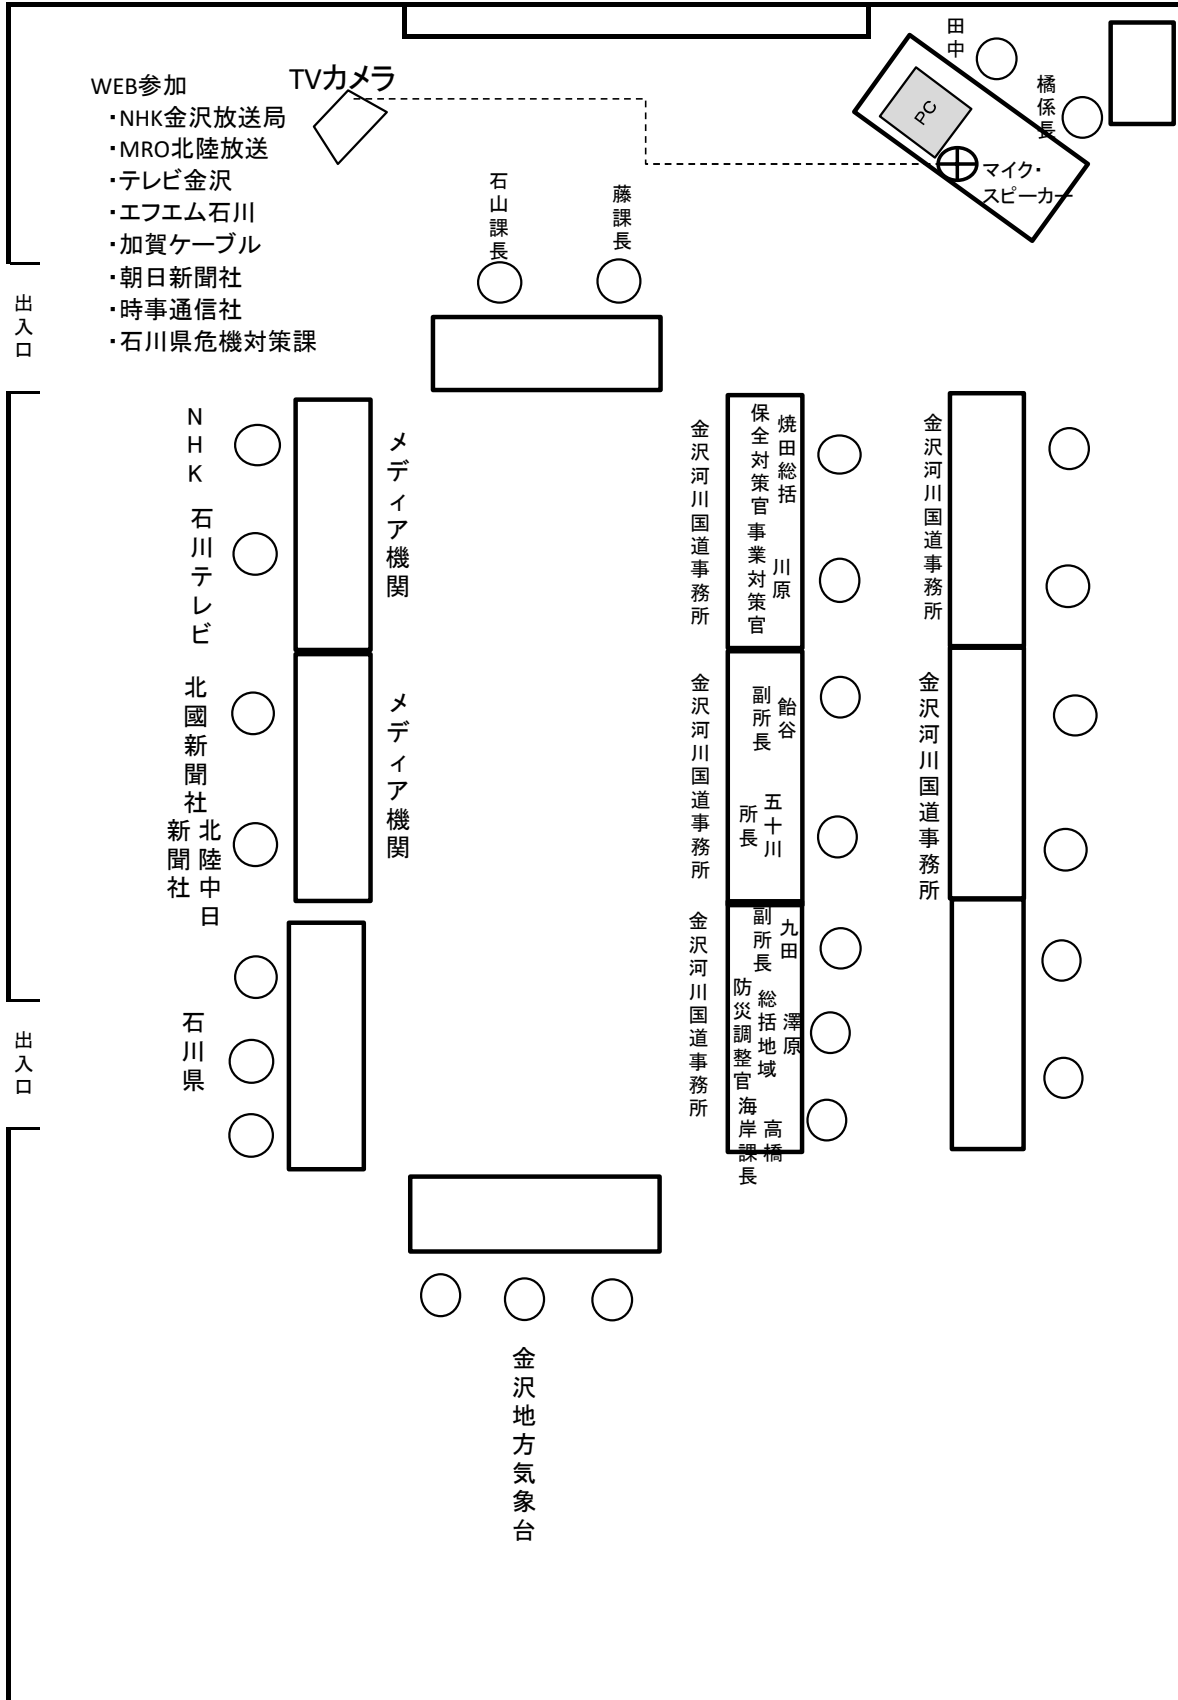 WEB参加
・NHK金沢放送局
・MRO北陸放送
・テレビ金沢
・エフエム石川
・加賀ケーブル
・朝日新聞社
・時事通信社
・石川県危機対策課
TVカメラ
田中
橘係長
PC
マイク・
スピーカー
石山課長
藤課長
出入口
NHK
石川テレビ
メディア機関
北國新聞社
北陸中日
新聞社
メディア機関
出入口
石川県
金沢河川国道事務所
焼田総括
保全対策官
川原
事業対策官
金沢河川国道事務所
飴谷
副所長
五十川
所長
金沢河川国道事務所
九田
副所長
澤原
総括地域
防災調整官
高橋
海岸課長
金沢河川国道事務所
金沢河川国道事務所
金沢地方気象台